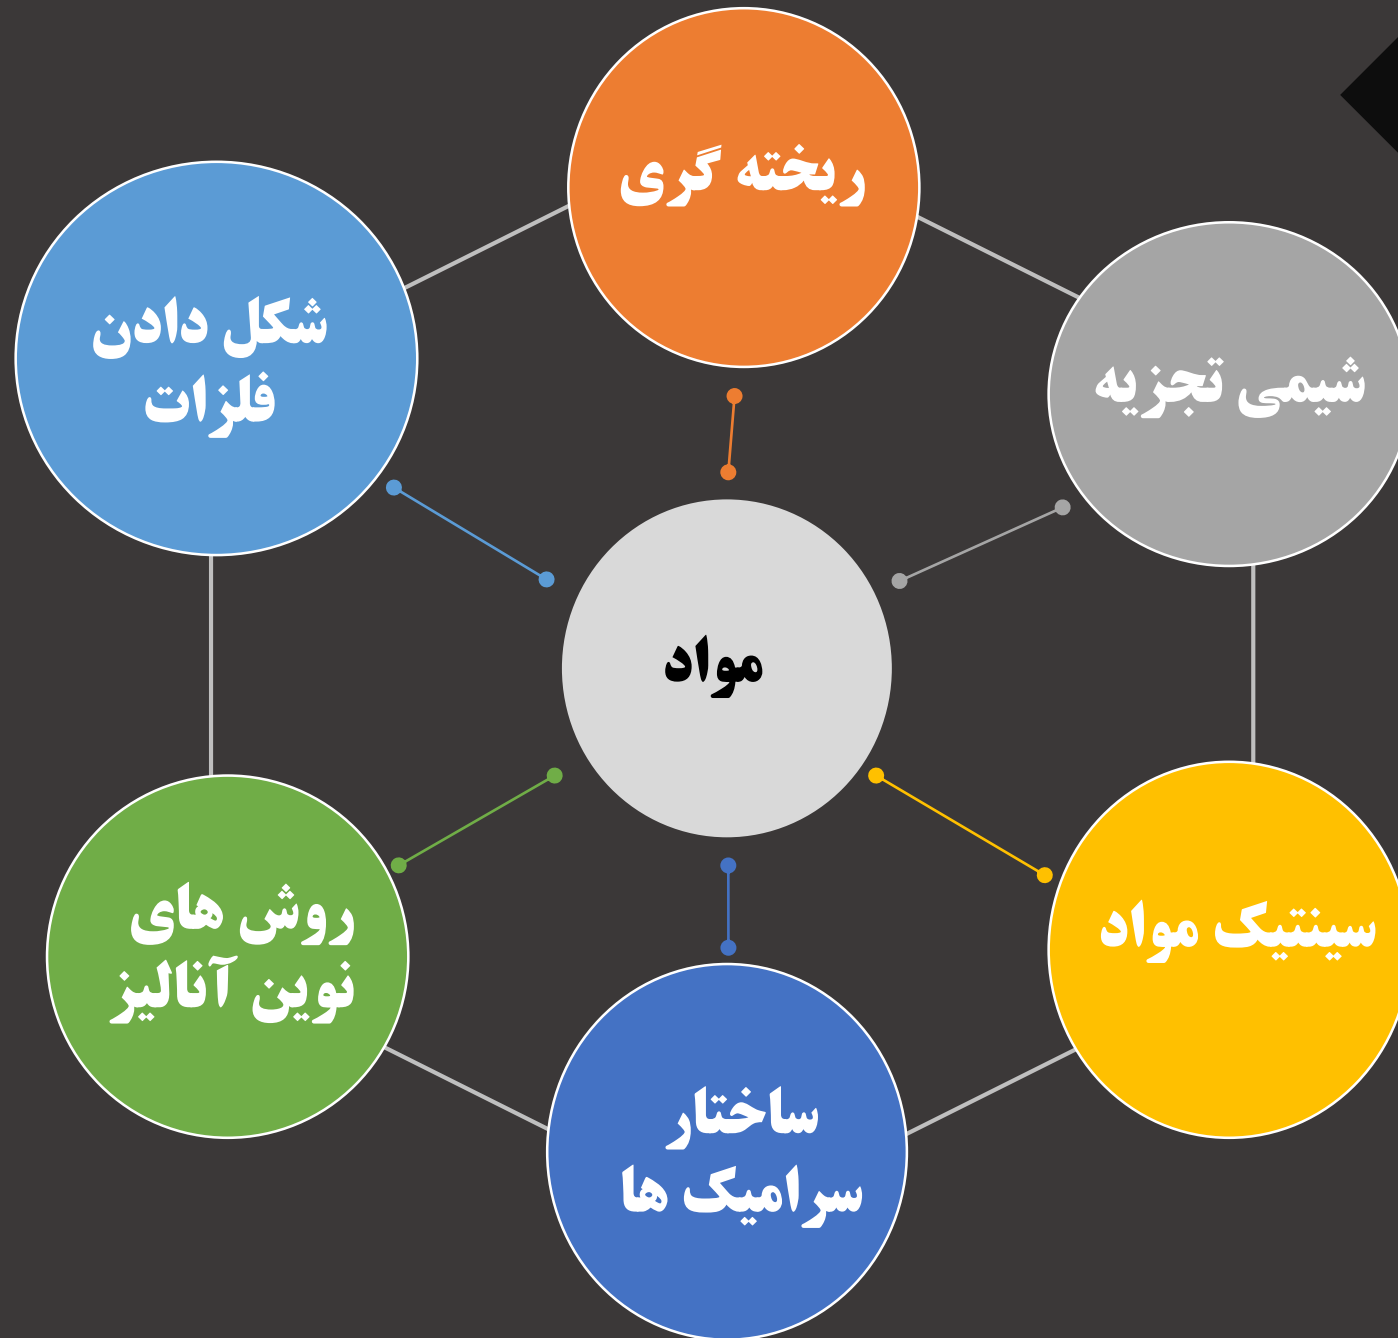 ریخته گری
شکل دادن
فلزات
شیمی تجزیه
مواد
روش های
نوین آنالیز
سینتیک مواد
ساختار
سرامیک ها